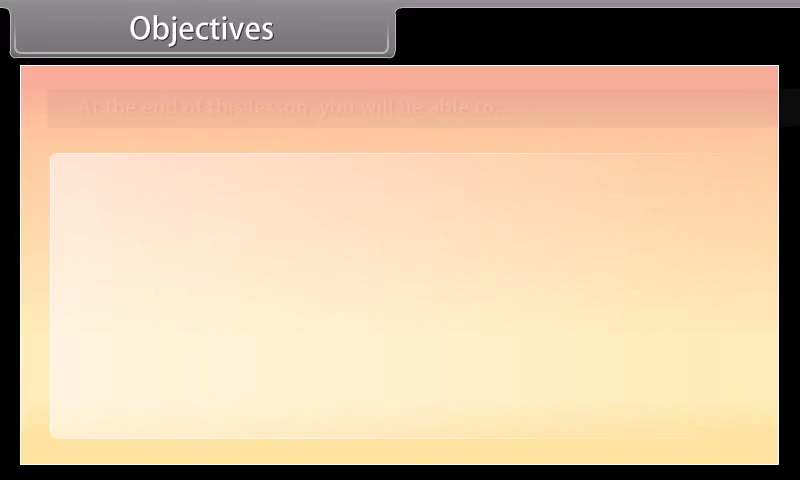 Objectives
At the end of this lesson, you will be able to: